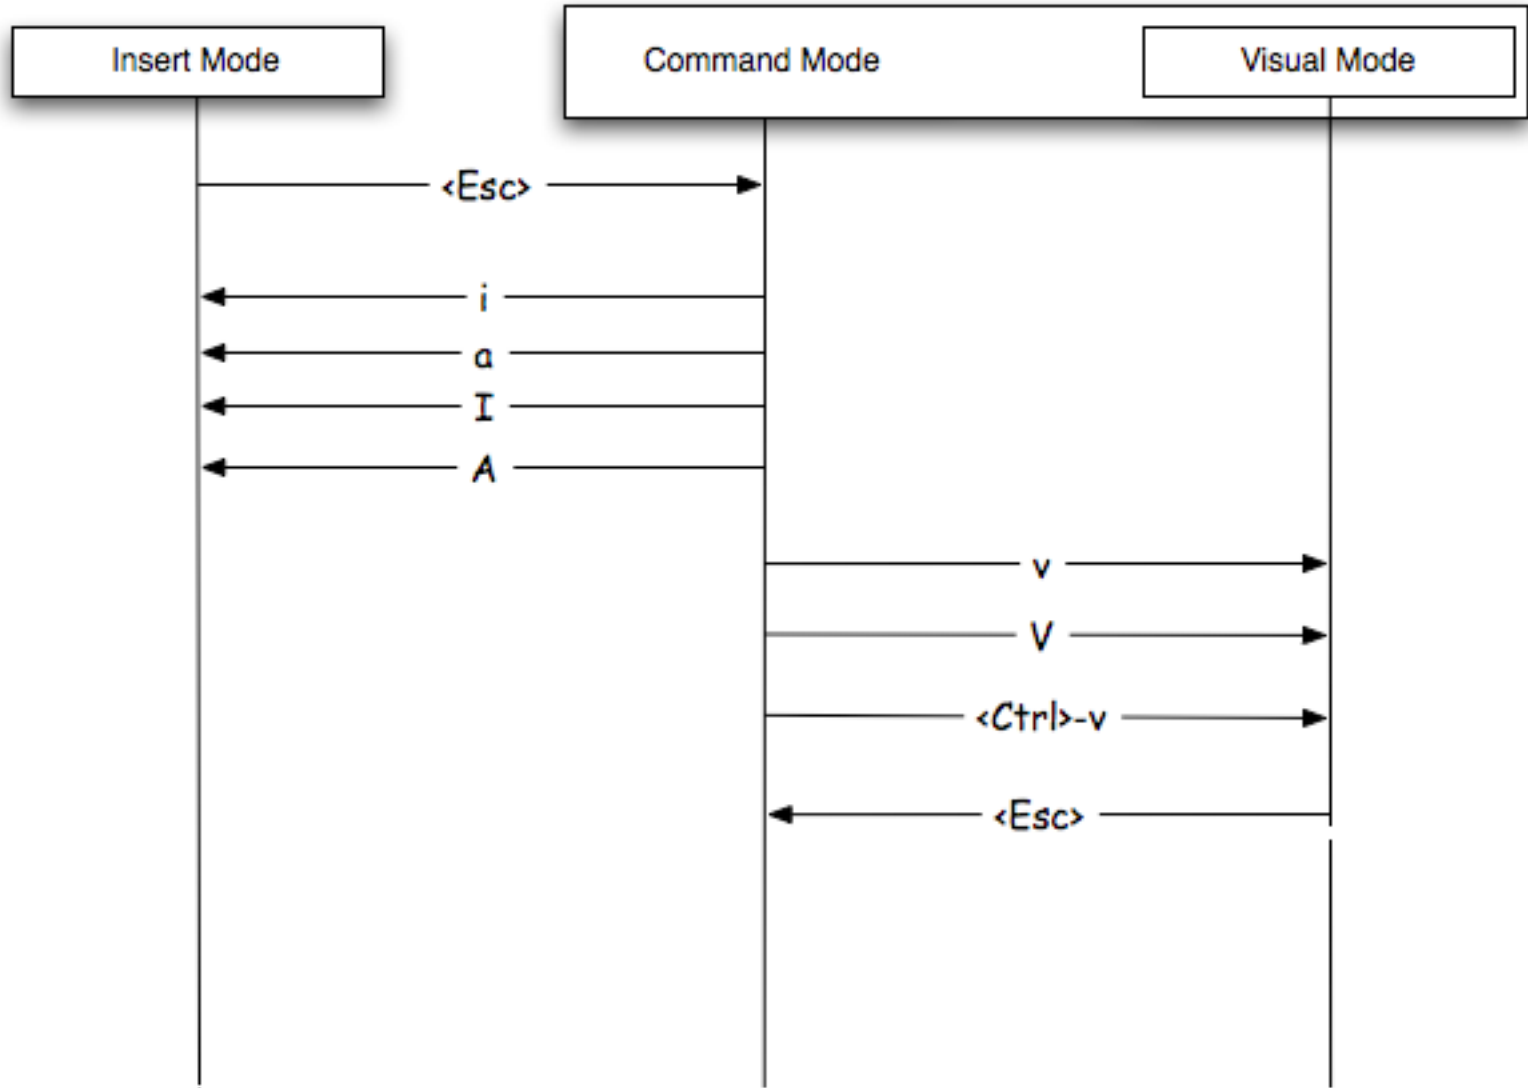 Insert Mode
Command Mode
Visual Mode
<Esc>
i
a
I
A
v
V
<Ctrl>-v
<Esc>